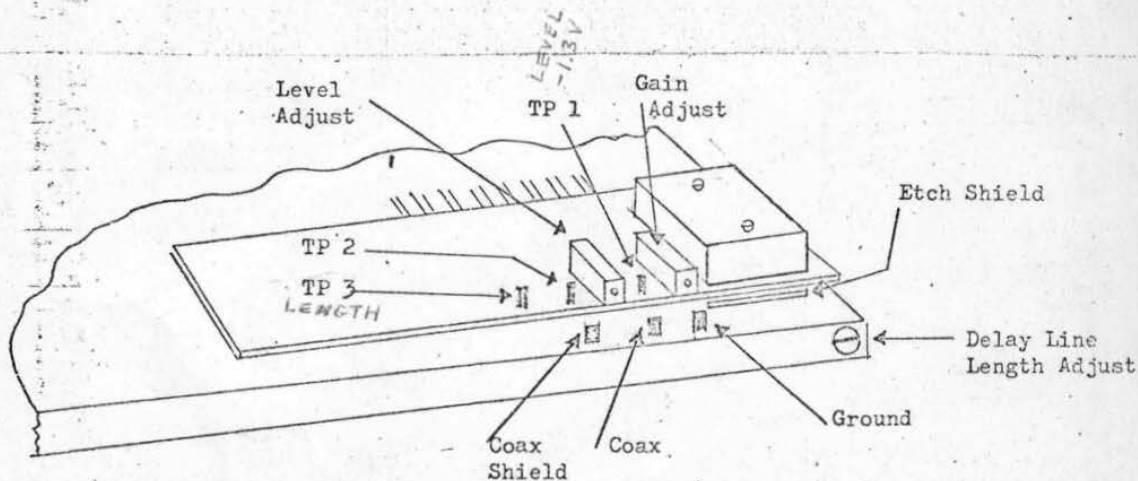 LEVEL
-1.3V
Level
Adjust
TP 1
Gain
Adjust
Etch Shield
TP 2
TP 3
LENGTH
Delay Line
Length Adjust
Ground
Coax
Shield
Coax